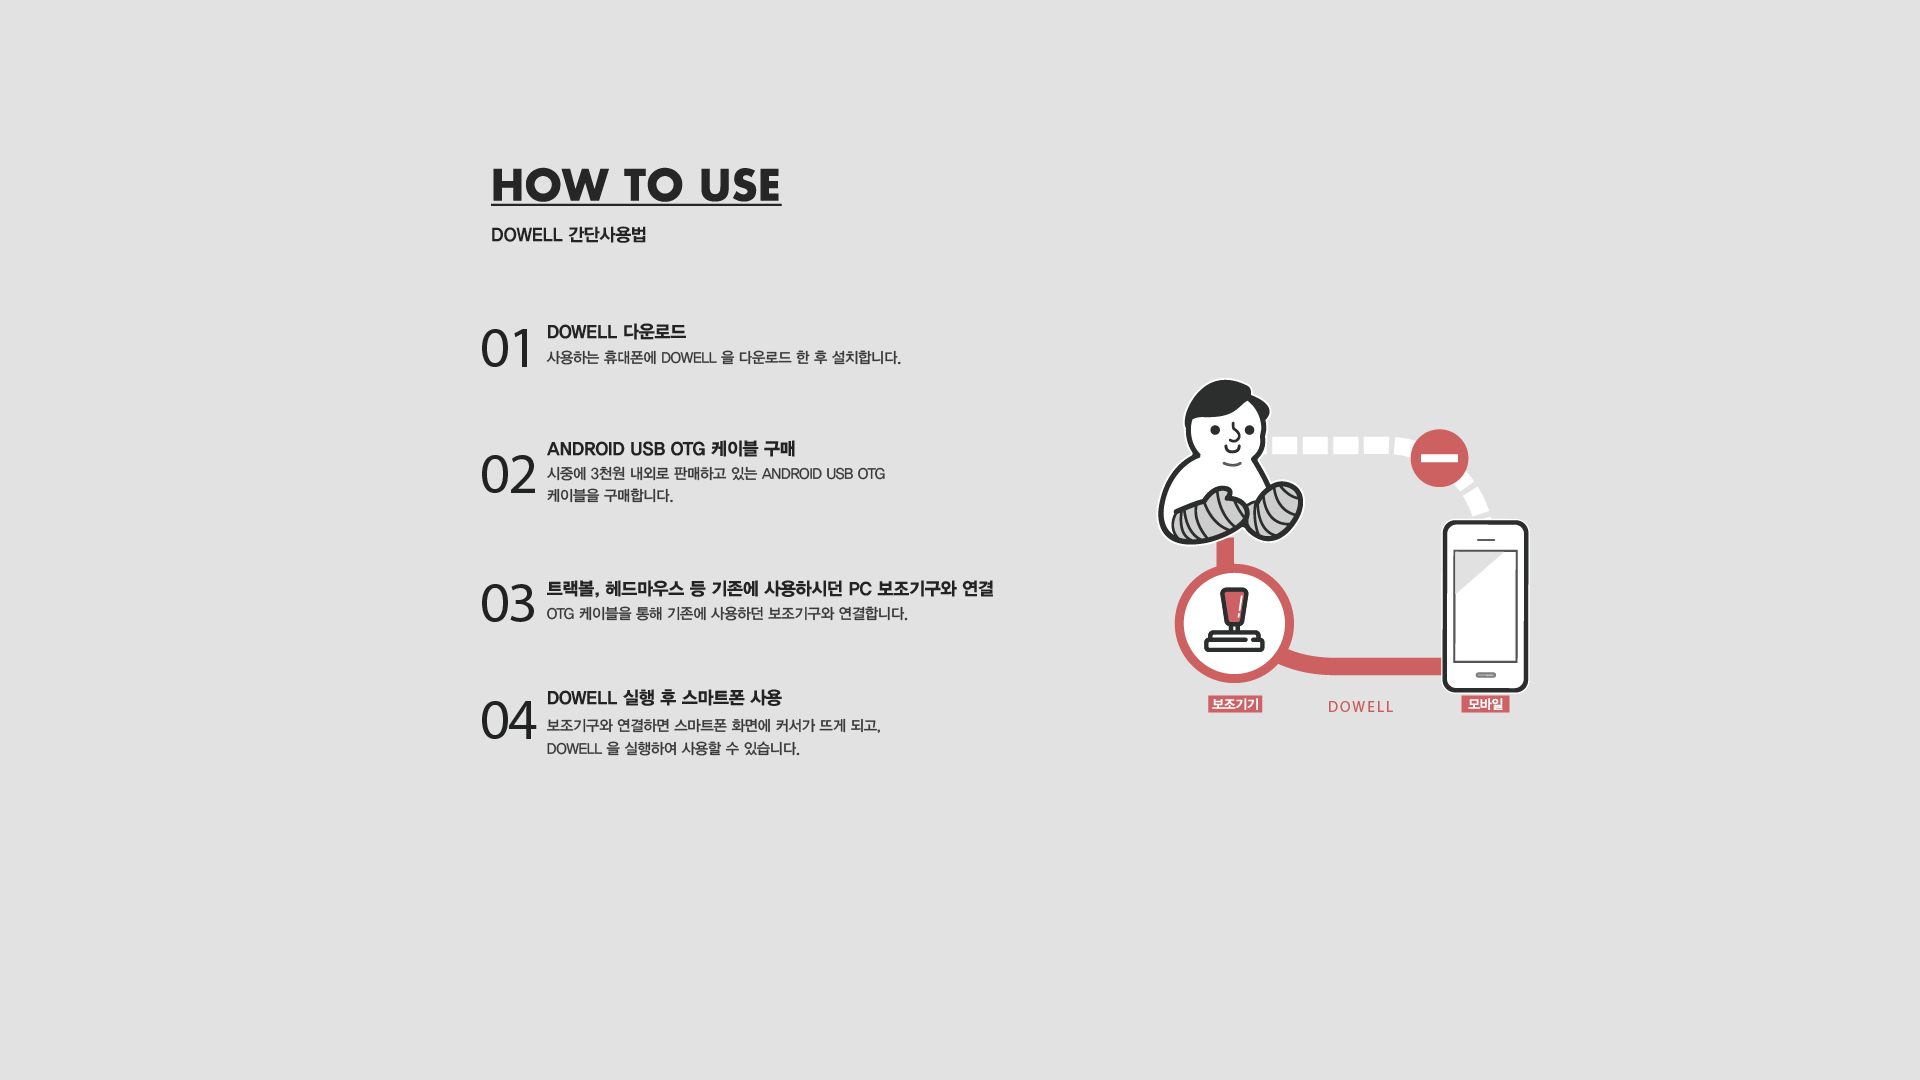 HOW TO USE
DOWELL 간단사용법
01
DOWELL 다운로드
사용하는 휴대폰에 DOWELL 을 다운로드 한 후 설치합니다.
02
ANDROID USB OTG 케이블 구매
시중에 3천원 내외로 판매하고 있는 ANDROID USB OTG
케이블을 구매합니다.
03
트랙볼, 헤드마우스 등 기존에 사용하시던 PC 보조기구와 연결
OTG 케이블을 통해 기존에 사용하던 보조기구와 연결합니다.
04
DOWELL 실행 후 스마트폰 사용
보조기구와 연결하면 스마트폰 화면에 커서가 뜨게 되고,
DOWELL 을 실행하여 사용할 수 있습니다.
보조기기
DOWELL
모바일